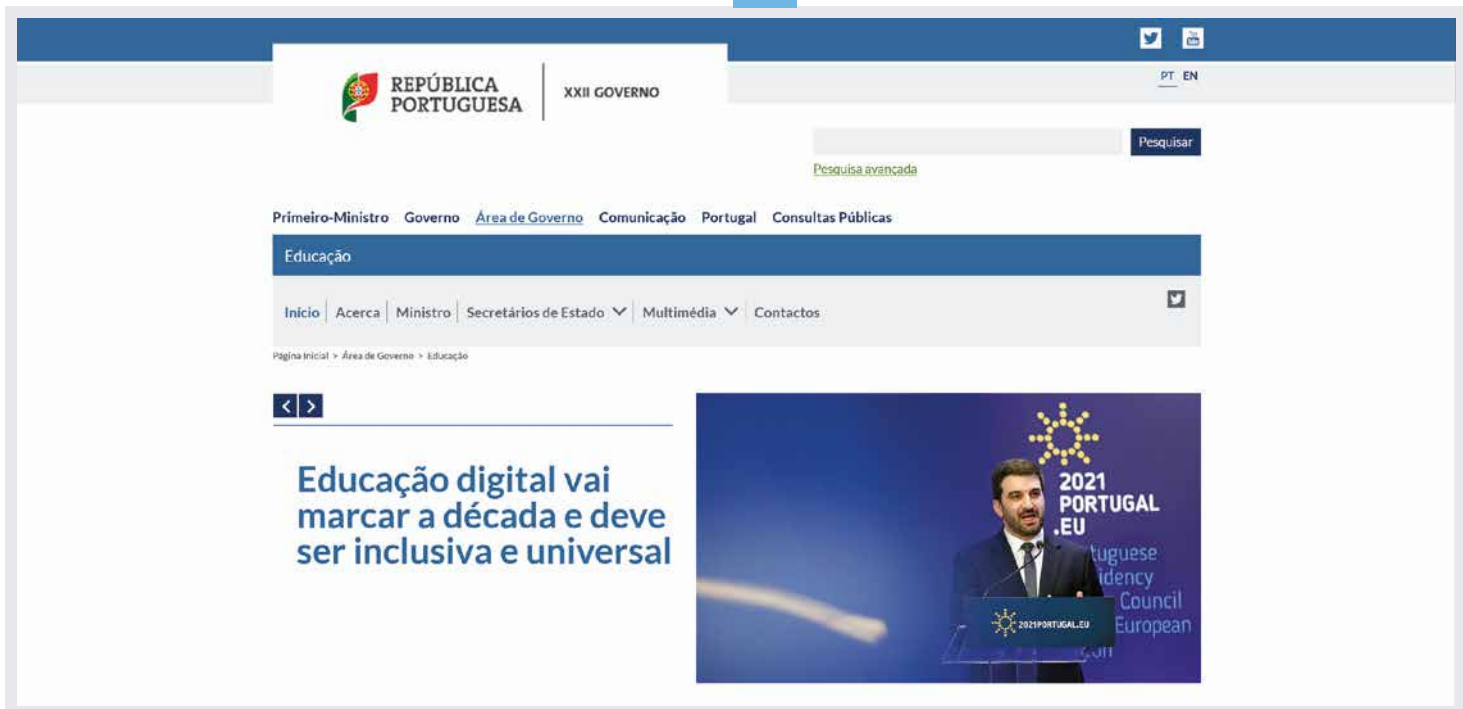 REPÚBLICA
PORTUGUESA
XXII GOVERNO
PT EN
Pesquisar
Pesquisa avançada
Primeiro-Ministro Governo Área de Governo Comunicação Portugal Consultas Públicas
Educação
Início Acerca Ministro Secretários de Estado Multimédia Contactos
Página Inicial > Área de Governo > Educação
Educação digital vai
marcar a década e deve
ser inclusiva e universal
2021
PORTUGAL
.EU
tuguese
idency
Council
European
2021PORTUGAL.EU